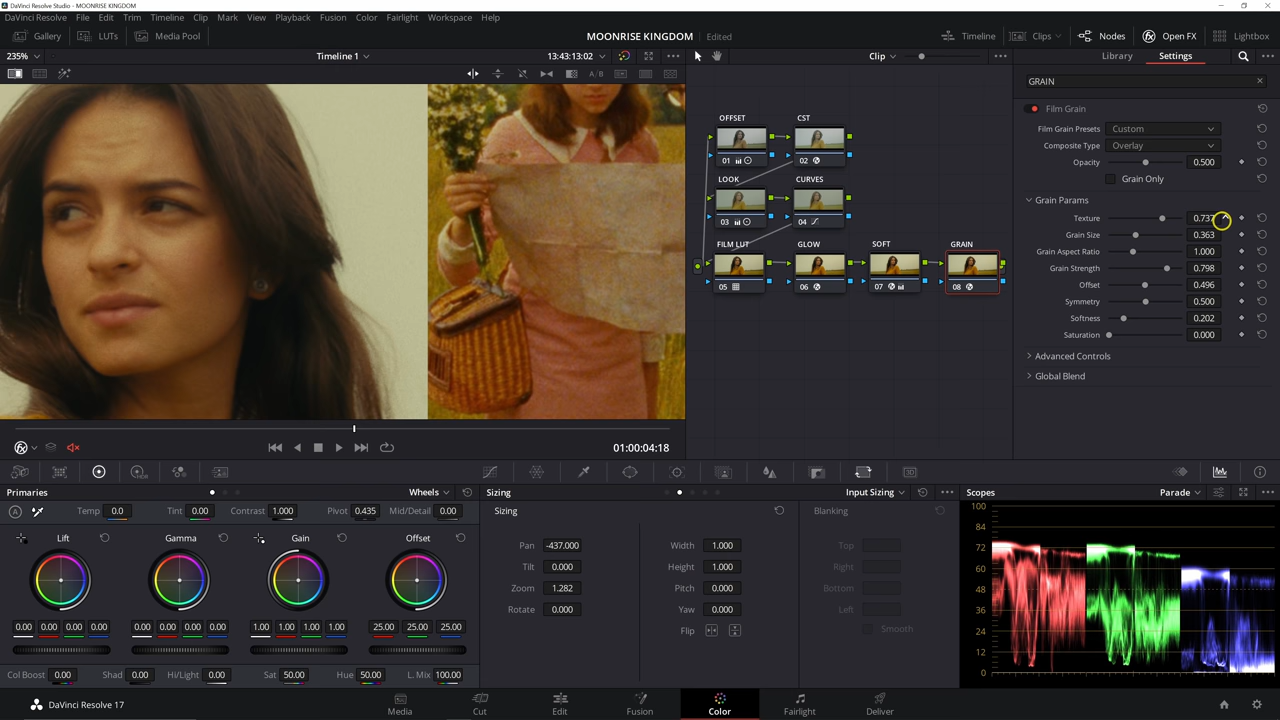 DaVinci Resolve Studio - MOONRISE KINGDOM
DaVinci Resolve File Edit Trim Timeline Clip Mark View Playback Fusion Color Fairlight Workspace Help
Gallery LUTs Media Pool MOONRISE KINGDOM Edited Timeline Clips Nodes Open FX Lightbox
235% Timeline 1 13:43:13:02 Clip Library Settings
A/B
GRAIN
Film Grain
Film Grain Presets Custom
Composite Type Overlay
Opacity 0.500
Grain Only
Grain Params
Texture 0.737
Grain Size 0.363
Grain Aspect Ratio 1.000
Grain Strength 0.798
Offset 0.496
Symmetry 0.500
Softness 0.202
Saturation 0.000
Advanced Controls
Global Blend
OFFSET CST
01 02
LOOK CURVES
03 04
FILM LUT GLOW SOFT GRAIN
05 06 07 08
01:00:04:18
Primaries Wheels
A Temp 0.0 Tint 0.00 Contrast 1.000 Pivot 0.435 Mid/Detail 0.00
Lift Gamma Gain Offset
0.00 0.00 0.00 0.00 0.00 0.00 0.00 0.00 1.00 1.00 1.00 1.00 25.00 25.00 25.00
Col Boost 0.00 Shad 0.00 Hi/Light 0.00 Sat 50.00 Hue 50.00 L. Mix 100.00
Sizing Input Sizing
Sizing
Pan -437.000 Width 1.000
Tilt 0.000 Height 1.000
Zoom 1.282 Pitch 0.000
Rotate 0.000 Yaw 0.000
Flip
Blanking
Top
Right
Bottom
Left
Smooth
Scopes Parade
100
84
72
60
48
36
24
12
0
DaVinci Resolve 17 Media Cut Edit Fusion Color Fairlight Deliver